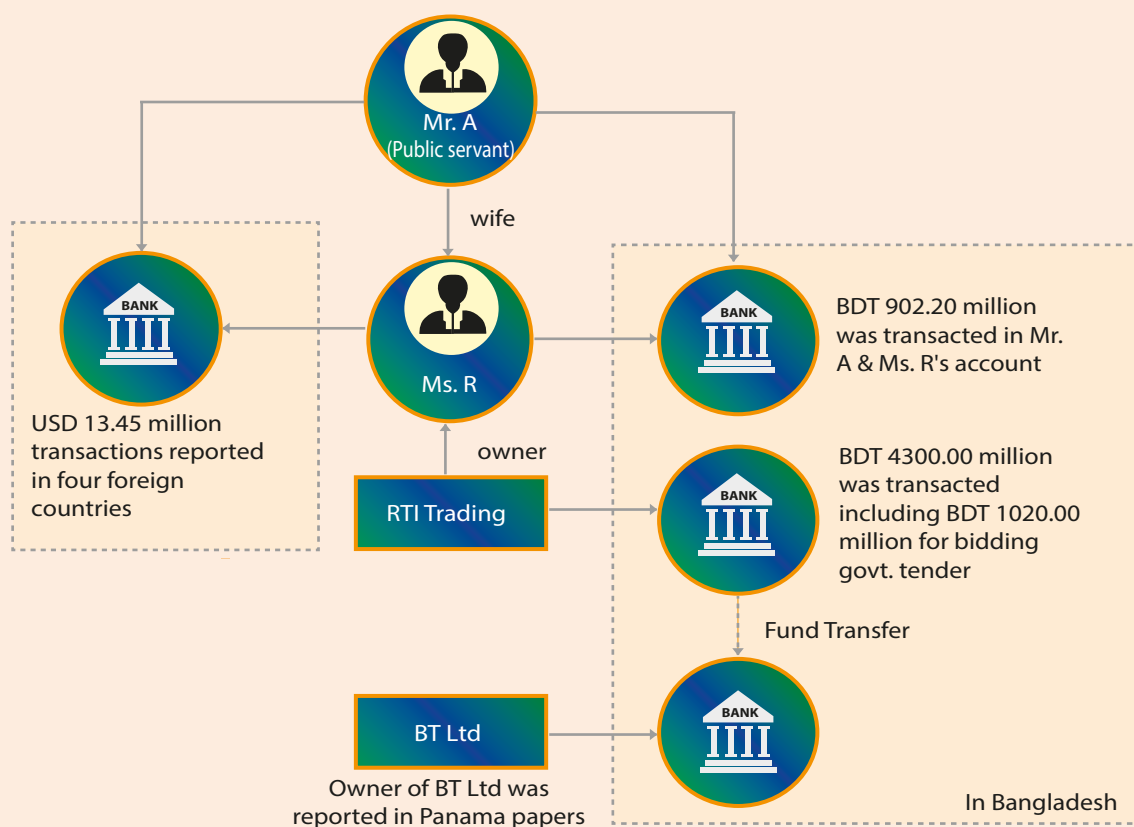 Mr. A
(Public servant)
wife
BANK
USD 13.45 million
transactions reported
in four foreign
countries
Ms. R
BANK
BDT 902.20 million
was transacted in Mr.
A & Ms. R's account
owner
RTI Trading
BANK
BDT 4300.00 million
was transacted
including BDT 1020.00
million for bidding
govt. tender
Fund Transfer
BT Ltd
Owner of BT Ltd was
reported in Panama papers
BANK
In Bangladesh